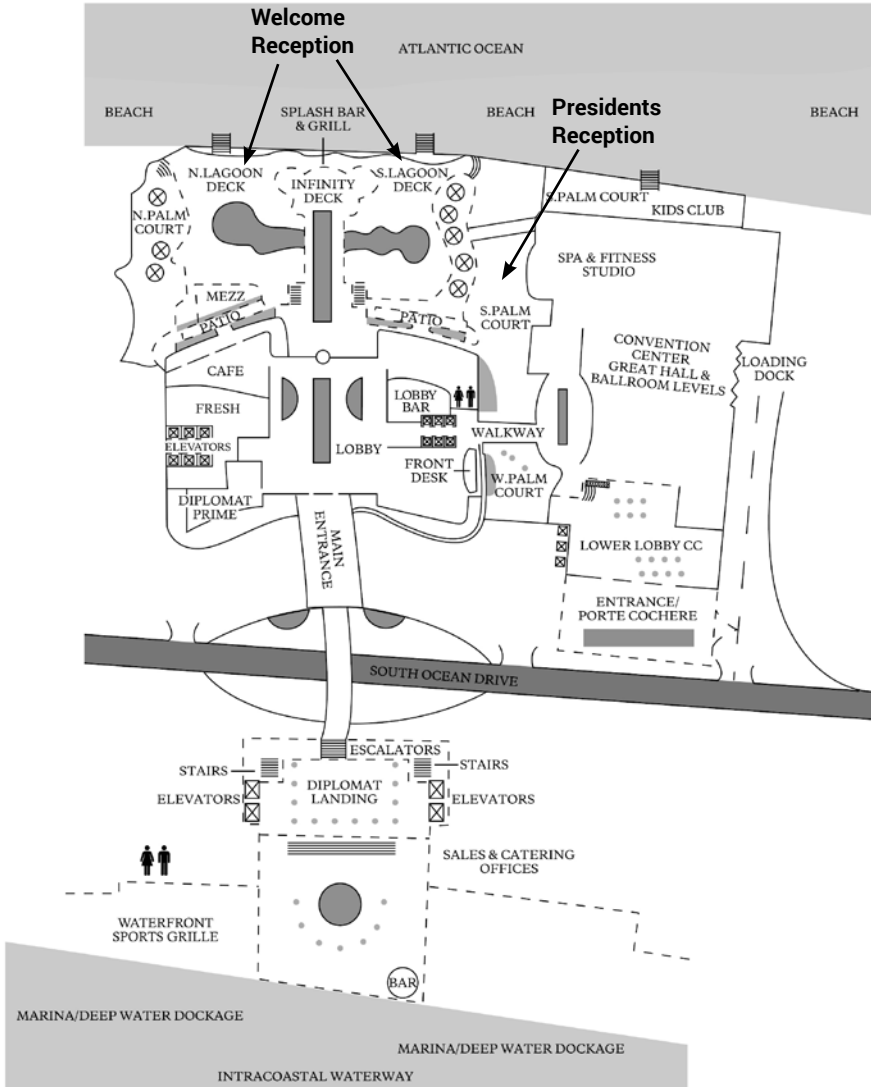 Welcome
Reception
ATLANTIC OCEAN
BEACH
SPLASH BAR
& GRILL
BEACH
Presidents
Reception
BEACH
N.LAGOON
DECK
INFINITY
DECK
S.LAGOON
DECK
S.PALM COURT
KIDS CLUB
N.PALM
COURT
SPA & FITNESS
STUDIO
MEZZ
PATIO
PATIO
S.PALM
COURT
CONVENTION
CENTER
GREAT HALL &
BALLROOM LEVELS
LOADING
DOCK
CAFE
FRESH
LOBBY
BAR
ELEVATORS
LOBBY
WALKWAY
FRONT
DESK
W.PALM
COURT
DIPLOMAT
PRIME
MAIN
ENTRANCE
LOWER LOBBY CC
ENTRANCE/
PORTE COCHERE
SOUTH OCEAN DRIVE
ESCALATORS
STAIRS
STAIRS
DIPLOMAT
LANDING
ELEVATORS
ELEVATORS
SALES & CATERING
OFFICES
WATERFRONT
SPORTS GRILLE
BAR
MARINA/DEEP WATER DOCKAGE
MARINA/DEEP WATER DOCKAGE
INTRACOASTAL WATERWAY